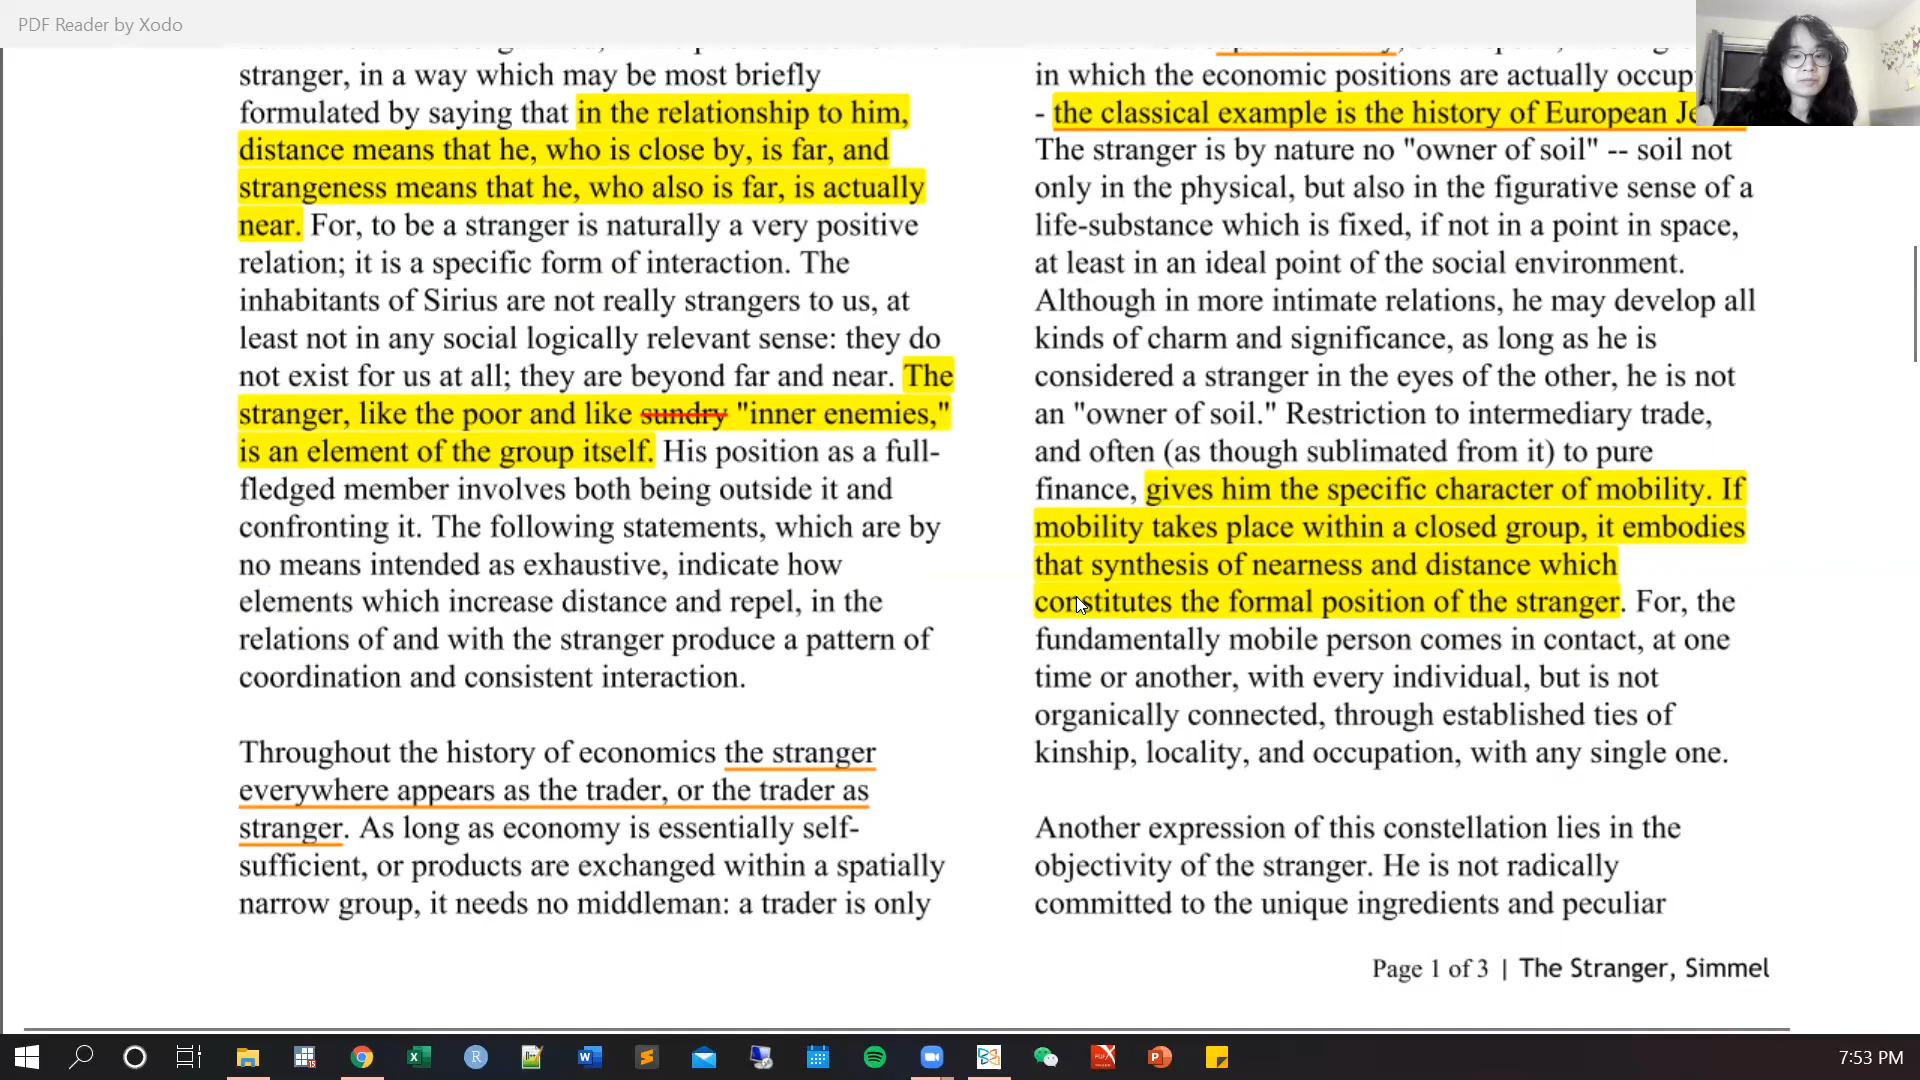 PDF Reader by Xodo
stranger, in a way which may be most briefly
formulated by saying that in the relationship to him,
distance means that he, who is close by, is far, and
strangeness means that he, who also is far, is actually
near. For, to be a stranger is naturally a very positive
relation; it is a specific form of interaction. The
inhabitants of Sirius are not really strangers to us, at
least not in any social logically relevant sense: they do
not exist for us at all; they are beyond far and near. The
stranger, like the poor and like sundry "inner enemies,"
is an element of the group itself. His position as a full-
fledged member involves both being outside it and
confronting it. The following statements, which are by
no means intended as exhaustive, indicate how
elements which increase distance and repel, in the
relations of and with the stranger produce a pattern of
coordination and consistent interaction.
Throughout the history of economics the stranger
everywhere appears as the trader, or the trader as
stranger. As long as economy is essentially self-
sufficient, or products are exchanged within a spatially
narrow group, it needs no middleman: a trader is only
in which the economic positions are actually
- the classical example is the history of European
The stranger is by nature no "owner of soil" -- soil not
only in the physical, but also in the figurative sense of a
life-substance which is fixed, if not in a point in space,
at least in an ideal point of the social environment.
Although in more intimate relations, he may develop all
kinds of charm and significance, as long as he is
considered a stranger in the eyes of the other, he is not
an "owner of soil." Restriction to intermediary trade,
and often (as though sublimated from it) to pure
finance, gives him the specific character of mobility. If
mobility takes place within a closed group, it embodies
that synthesis of nearness and distance which
constitutes the formal position of the stranger. For, the
fundamentally mobile person comes in contact, at one
time or another, with every individual, but is not
organically connected, through established ties of
kinship, locality, and occupation, with any single one.
Another expression of this constellation lies in the
objectivity of the stranger. He is not radically
committed to the unique ingredients and peculiar
Page 1 of 3 | The Stranger, Simmel
7:53 PM